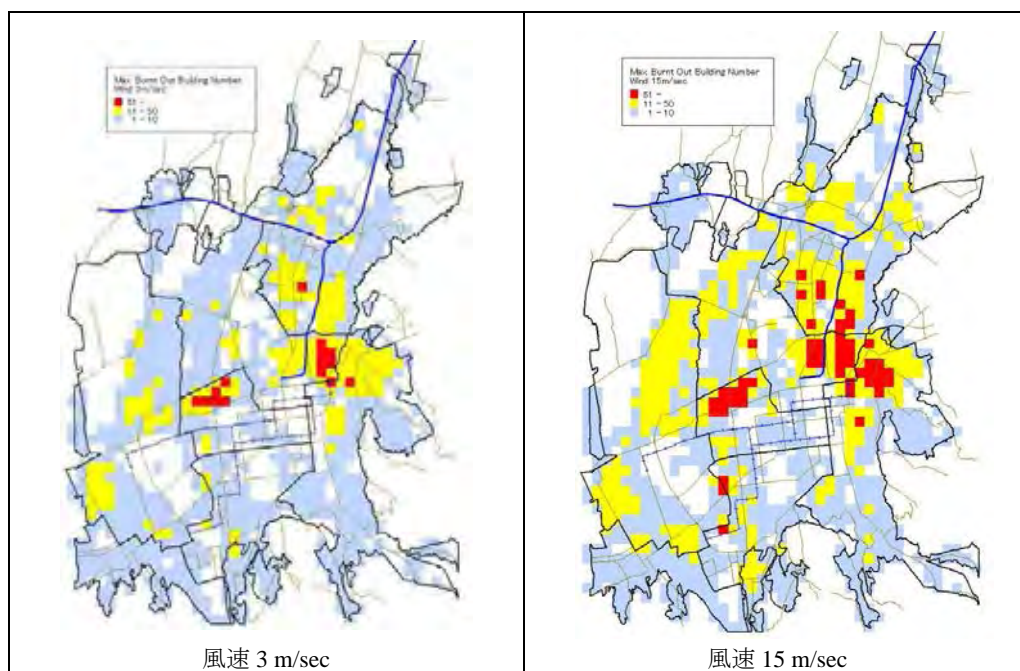 Max. Burnt Out Building Number
Wind 3m/sec
51 ~
11 ~ 50
1 ~ 10
Max. Burnt Out Building Number
Wind 15m/sec
51 ~
11 ~ 50
1 ~ 10
風速 3 m/sec
風速 15 m/sec